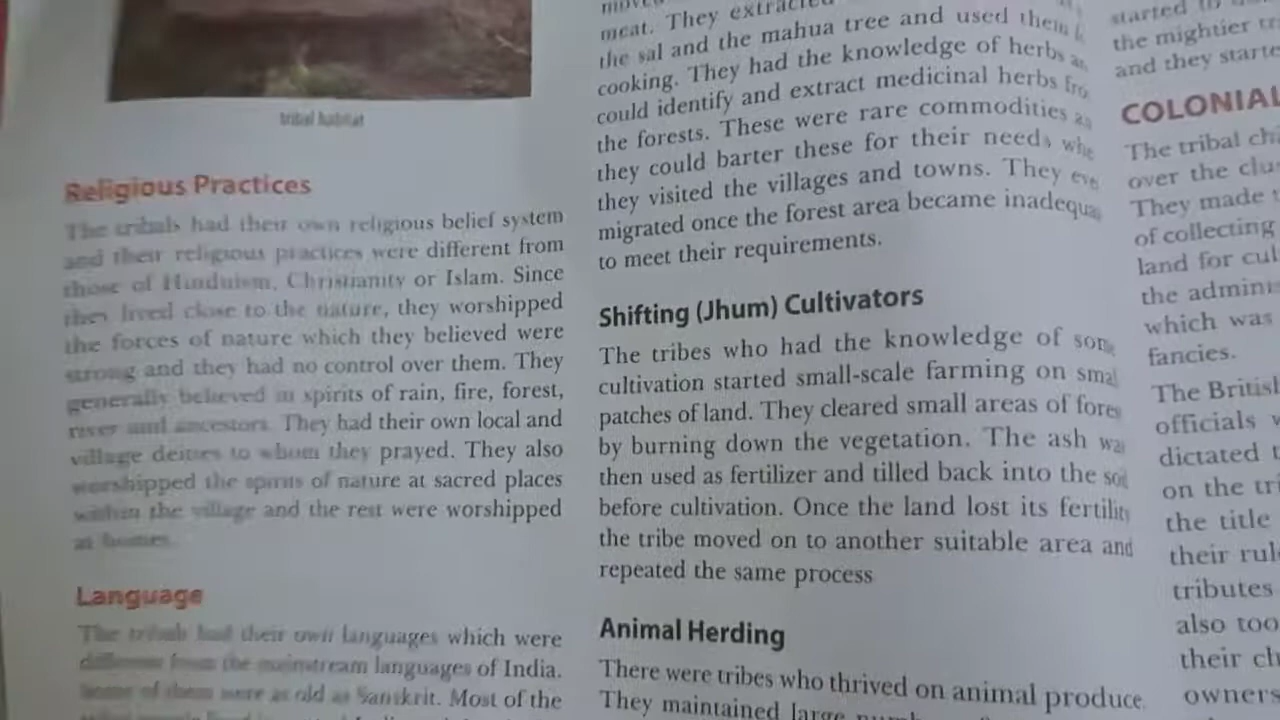 tribal habitat
Religious Practices
The tribals had their own religious belief system
and their religious practices were different from
those of Hinduism, Christianity or Islam. Since
they lived close to the nature, they worshipped
the forces of nature which they believed were
strong and they had no control over them. They
generally believed in spirits of rain, fire, forest,
river and ancestors. They had their own local and
village deities to whom they prayed. They also
worshipped the spirits of nature at sacred places
within the village and the rest were worshipped
at homes.
Language
The tribals had their own languages which were
different from the mainstream languages of India.
Some of them were as old as Sanskrit. Most of the
meat. They extracted
the sal and the mahua tree and used them
cooking. They had the knowledge of herbs
could identify and extract medicinal herbs
the forests. These were rare commodities
they could barter these for their needs
they visited the villages and towns. They
migrated once the forest area became
to meet their requirements.
Shifting (Jhum) Cultivators
The tribes who had the knowledge of
cultivation started small-scale farming on
patches of land. They cleared small areas of
by burning down the vegetation. The ash
then used as fertilizer and tilled back into the
before cultivation. Once the land lost its
the tribe moved on to another suitable area and
repeated the same process
Animal Herding
There were tribes who thrived on animal produce.
They maintained large
started to
the mightier
and they
COLONIAL
The tribal
over the
They made
of collecting
land for
the
which was
fancies.
The
officials
dictated
on the
the title
their
tributes
also
their
owners